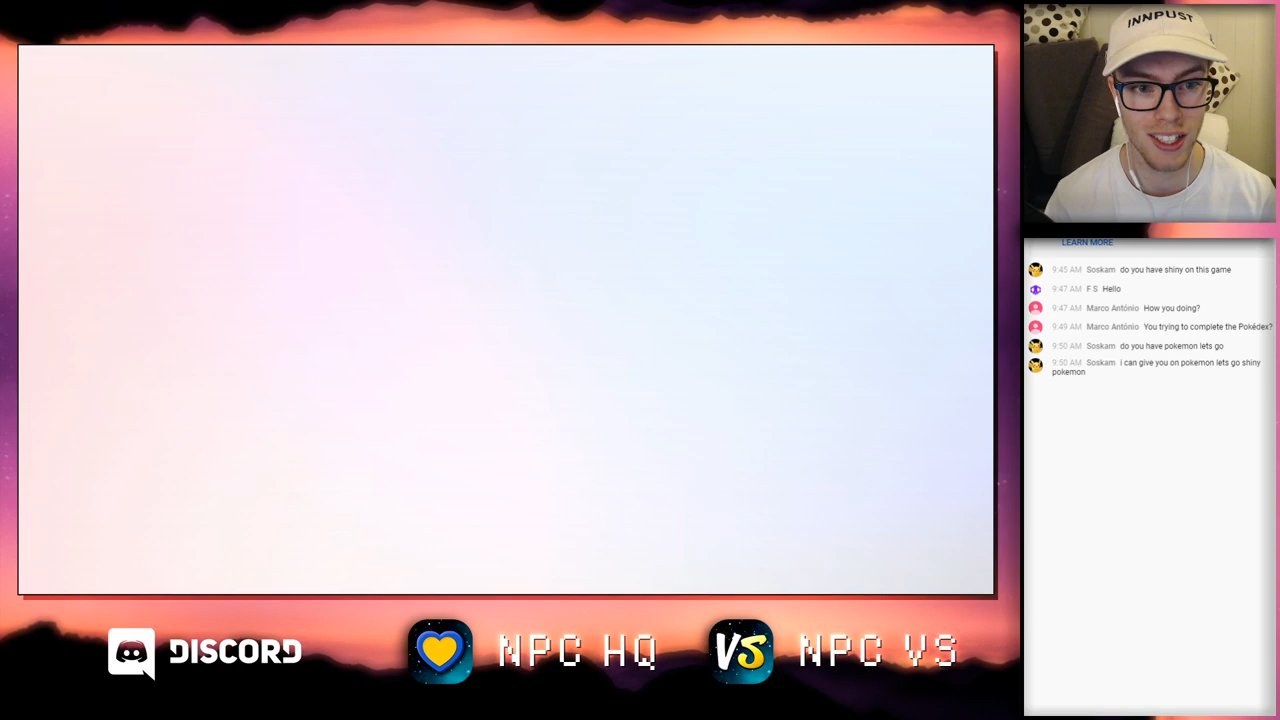 INNPUST
LEARN MORE
9:45 AM Soskam do you have shiny on this game
9:47 AM F S Hello
9:47 AM Marco António How you doing?
9:49 AM Marco António You trying to complete the Pokédex?
9:50 AM Soskam do you have pokemon lets go
9:50 AM Soskam i can give you on pokemon lets go shiny
pokemon
DISCORD
NPC HQ
VS
NPC VS